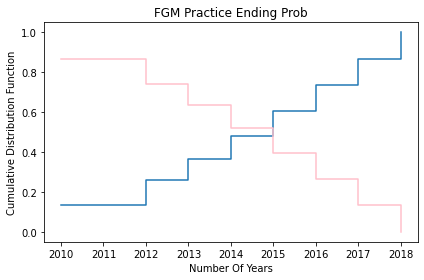 FGM Practice Ending Prob
Cumulative Distribution Function
1.0
0.8
0.6
0.4
0.2
0.0
2010 2011 2012 2013 2014 2015 2016 2017 2018
Number Of Years